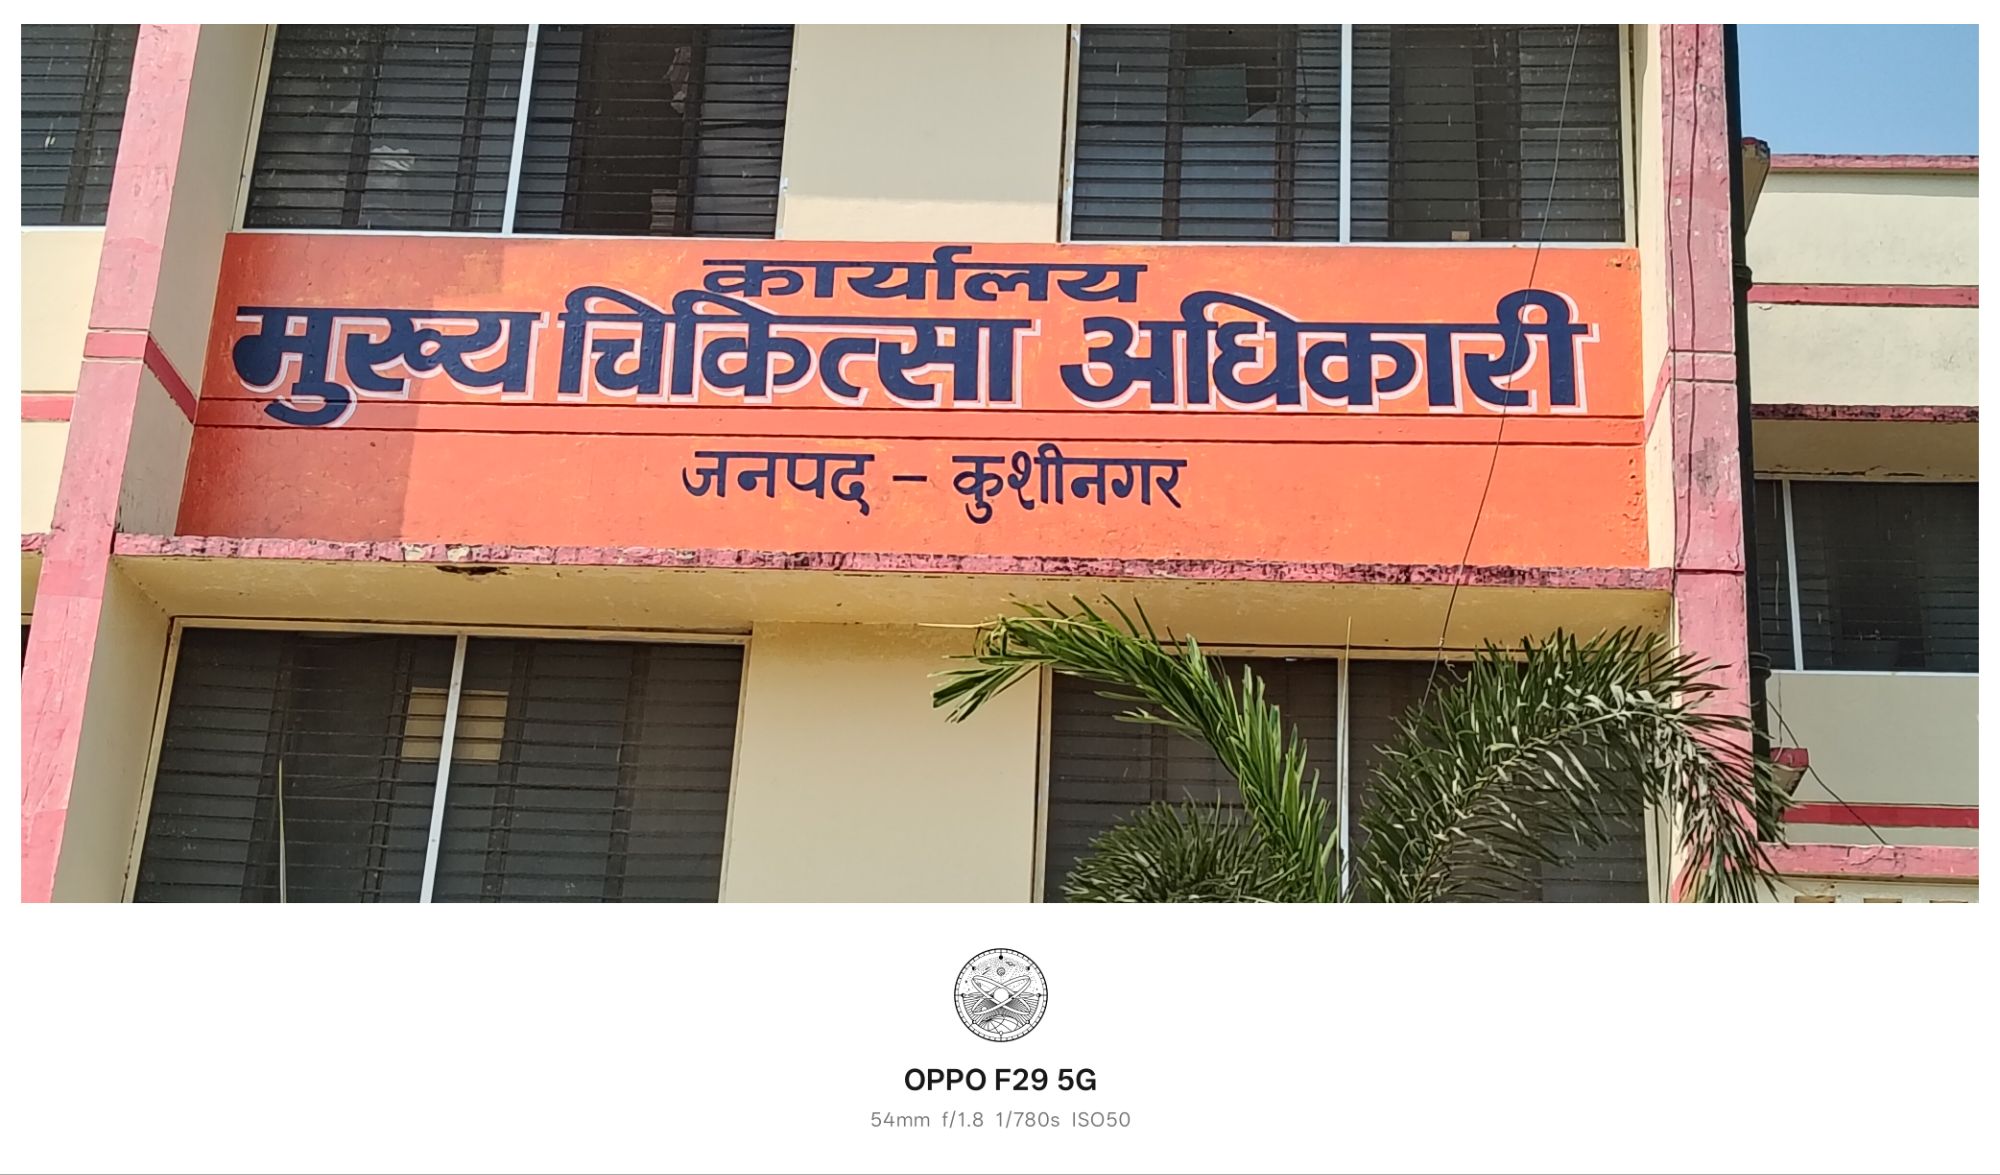 कार्यालय
मुख्य चिकित्सा अधिकारी
जनपद - कुशीनगर
OPPO F29 5G
54mm f/1.8 1/780s ISO50